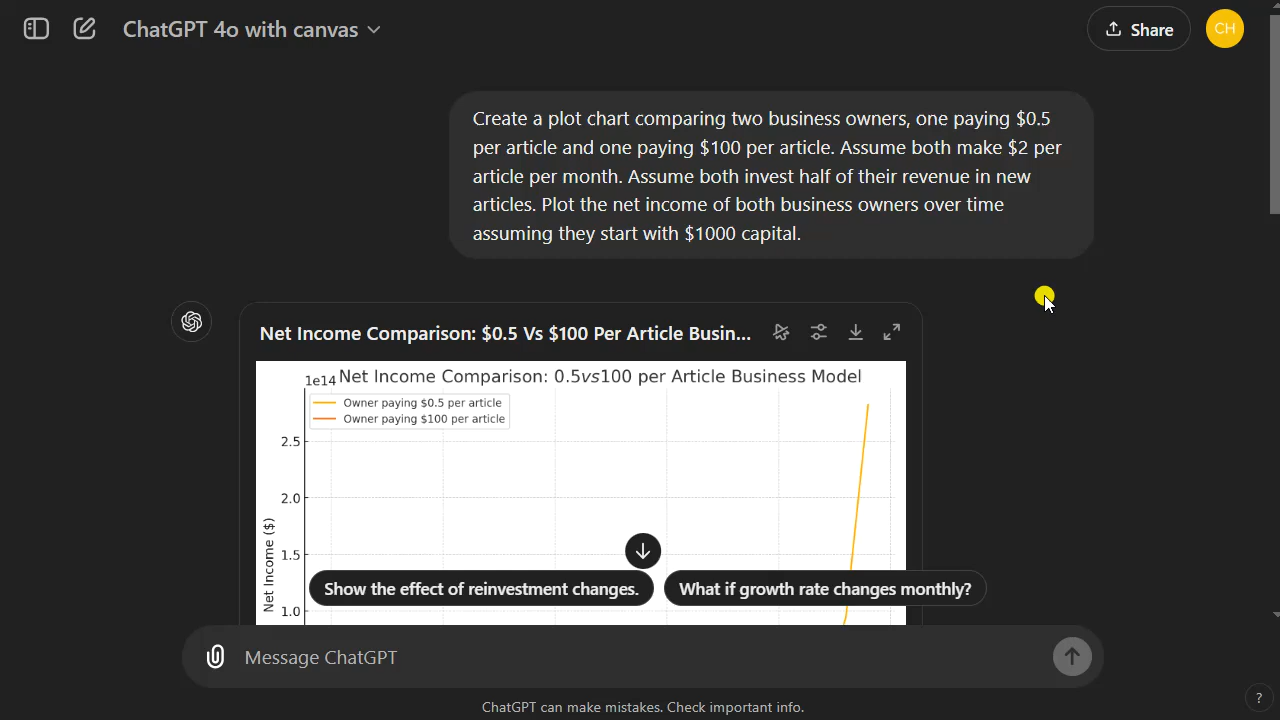 ChatGPT 4o with canvas
Share
CH
Create a plot chart comparing two business owners, one paying $0.5
per article and one paying $100 per article. Assume both make $2 per
article per month. Assume both invest half of their revenue in new
articles. Plot the net income of both business owners over time
assuming they start with $1000 capital.
Net Income Comparison: $0.5 Vs $100 Per Article Busin...
1e14 Net Income Comparison: 0.5vs100 per Article Business Model
Owner paying $0.5 per article
Owner paying $100 per article
2.5
2.0
1.5
1.0
Net Income ($)
Show the effect of reinvestment changes.
What if growth rate changes monthly?
Message ChatGPT
ChatGPT can make mistakes. Check important info.
?